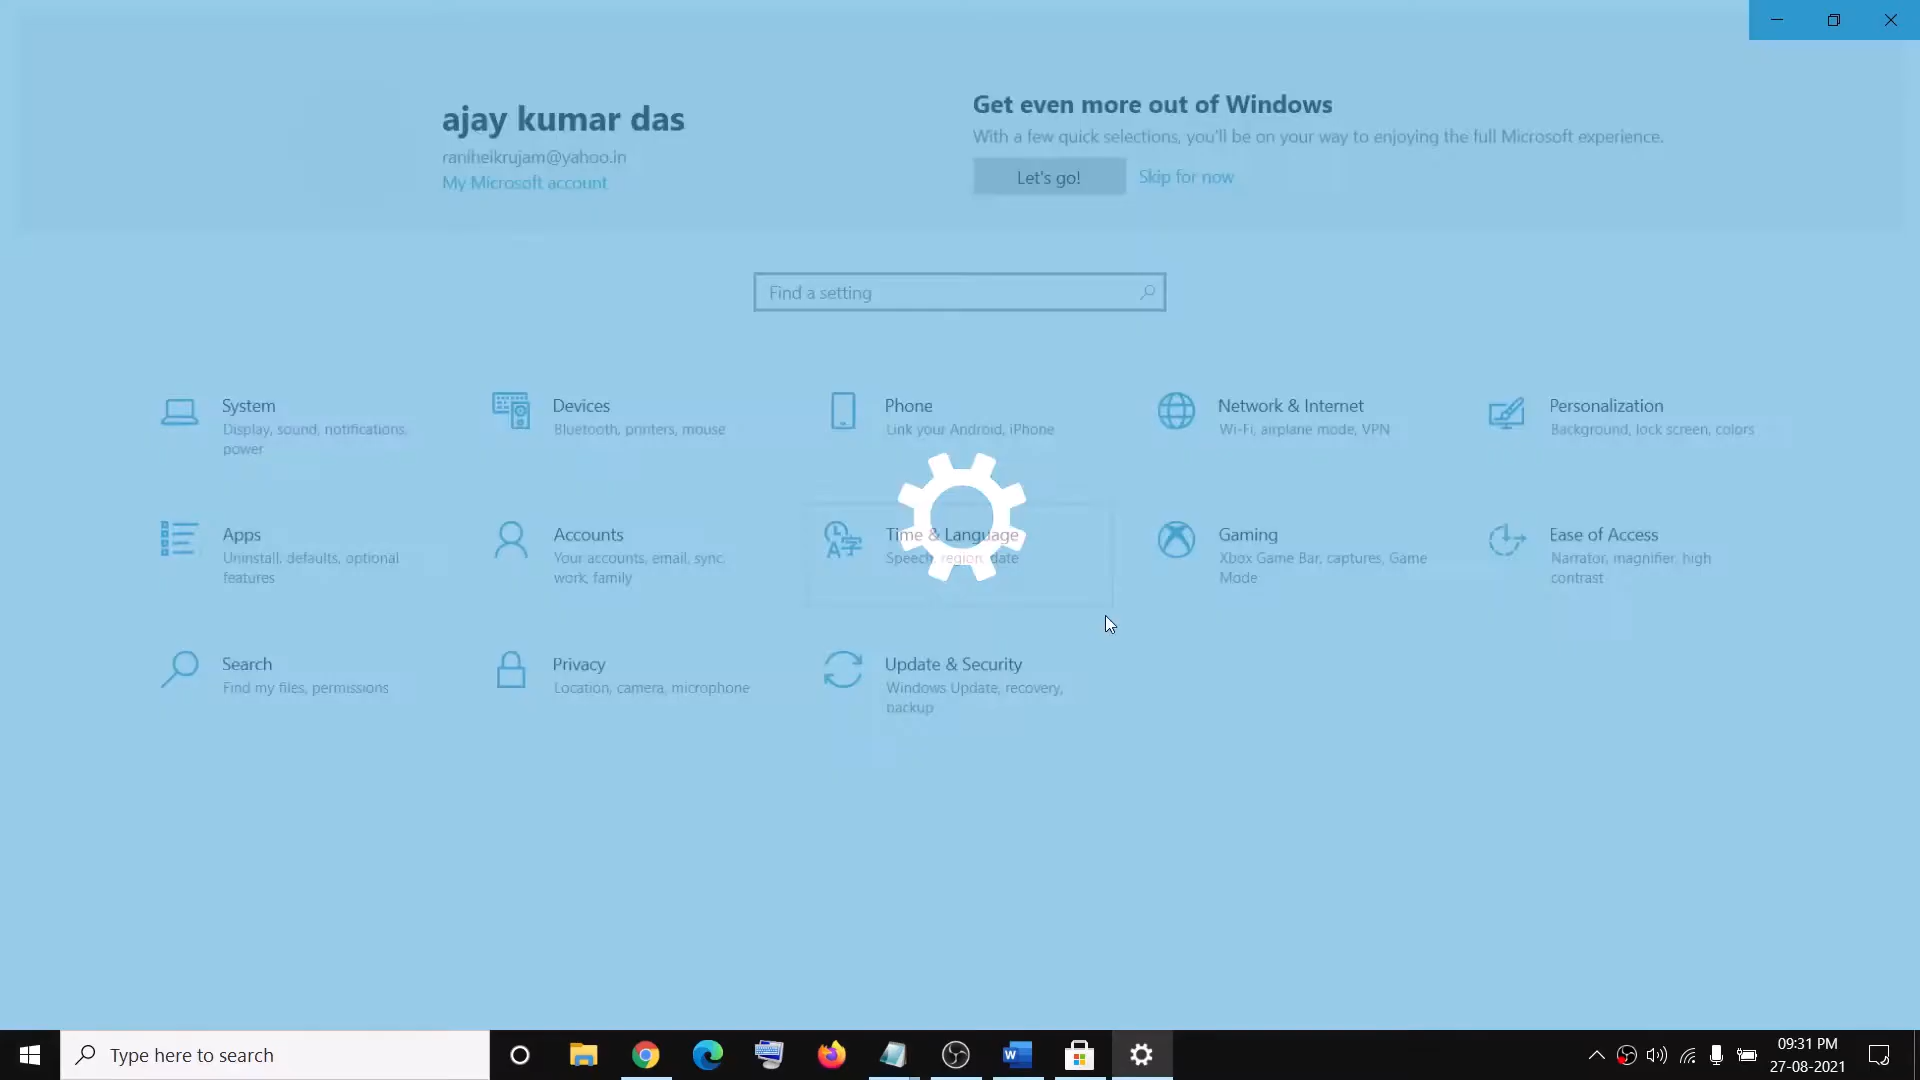 ajay kumar das
raniheikrujam@yahoo.in
My Microsoft account
Get even more out of Windows
With a few quick selections, you'll be on your way to enjoying the full Microsoft experience.
Let's go!
Skip for now
Find a setting
System
Display, sound, notifications,
power
Devices
Bluetooth, printers, mouse
Phone
Link your Android, iPhone
Network & Internet
Wi-Fi, airplane mode, VPN
Personalization
Background, lock screen, colors
Apps
Uninstall, defaults, optional
features
Accounts
Your accounts, email, sync,
work, family
Time & Language
Speech, region, date
Gaming
Xbox Game Bar, captures, Game
Mode
Ease of Access
Narrator, magnifier, high
contrast
Search
Find my files, permissions
Privacy
Location, camera, microphone
Update & Security
Windows Update, recovery,
backup
Type here to search
09:31 PM
27-08-2021